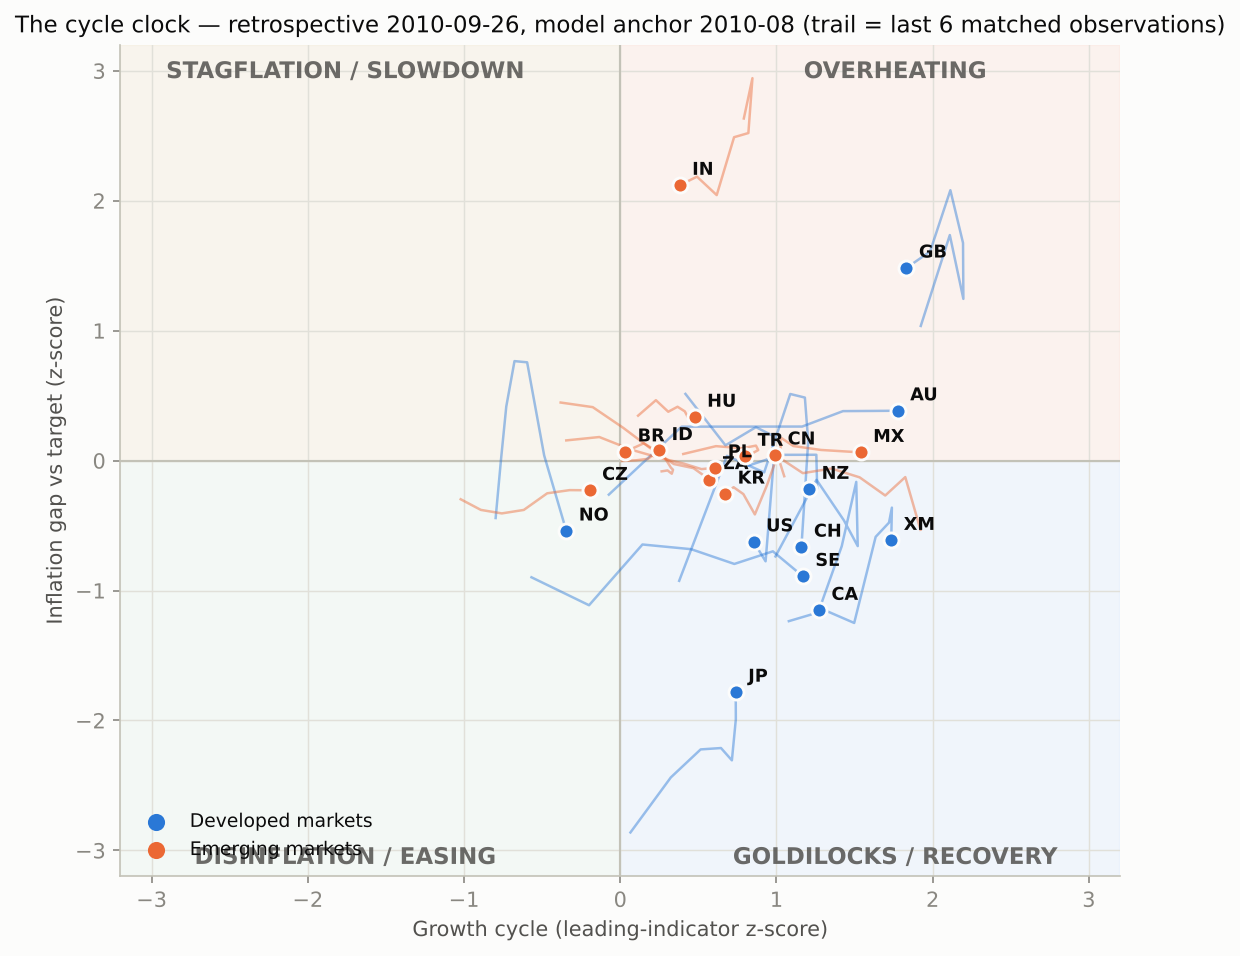 The cycle clock — retrospective 2010-09-26, model anchor 2010-08 (trail = last 6 matched observations)
STAGFLATION / SLOWDOWN
OVERHEATING
IN
GB
AU
HU
MX
BR
ID
TR
CN
PL
ZA
CZ
KR
NZ
NO
US
CH
XM
SE
CA
JP
Developed markets
Emerging markets
DISINFLATION / EASING
GOLDILOCKS / RECOVERY
3
2
1
0
−1
−2
−3
−3
−2
−1
0
1
2
3
Inflation gap vs target (z-score)
Growth cycle (leading-indicator z-score)